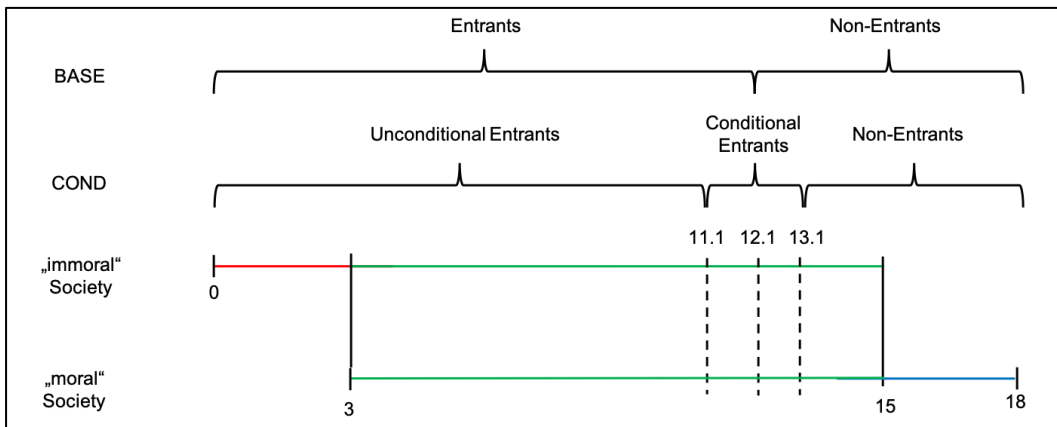 Entrants
Non-Entrants
BASE
Unconditional Entrants
Conditional
Entrants
Non-Entrants
COND
11.1
12.1
13.1
„immoral“
Society
0
„moral“
Society
3
15
18